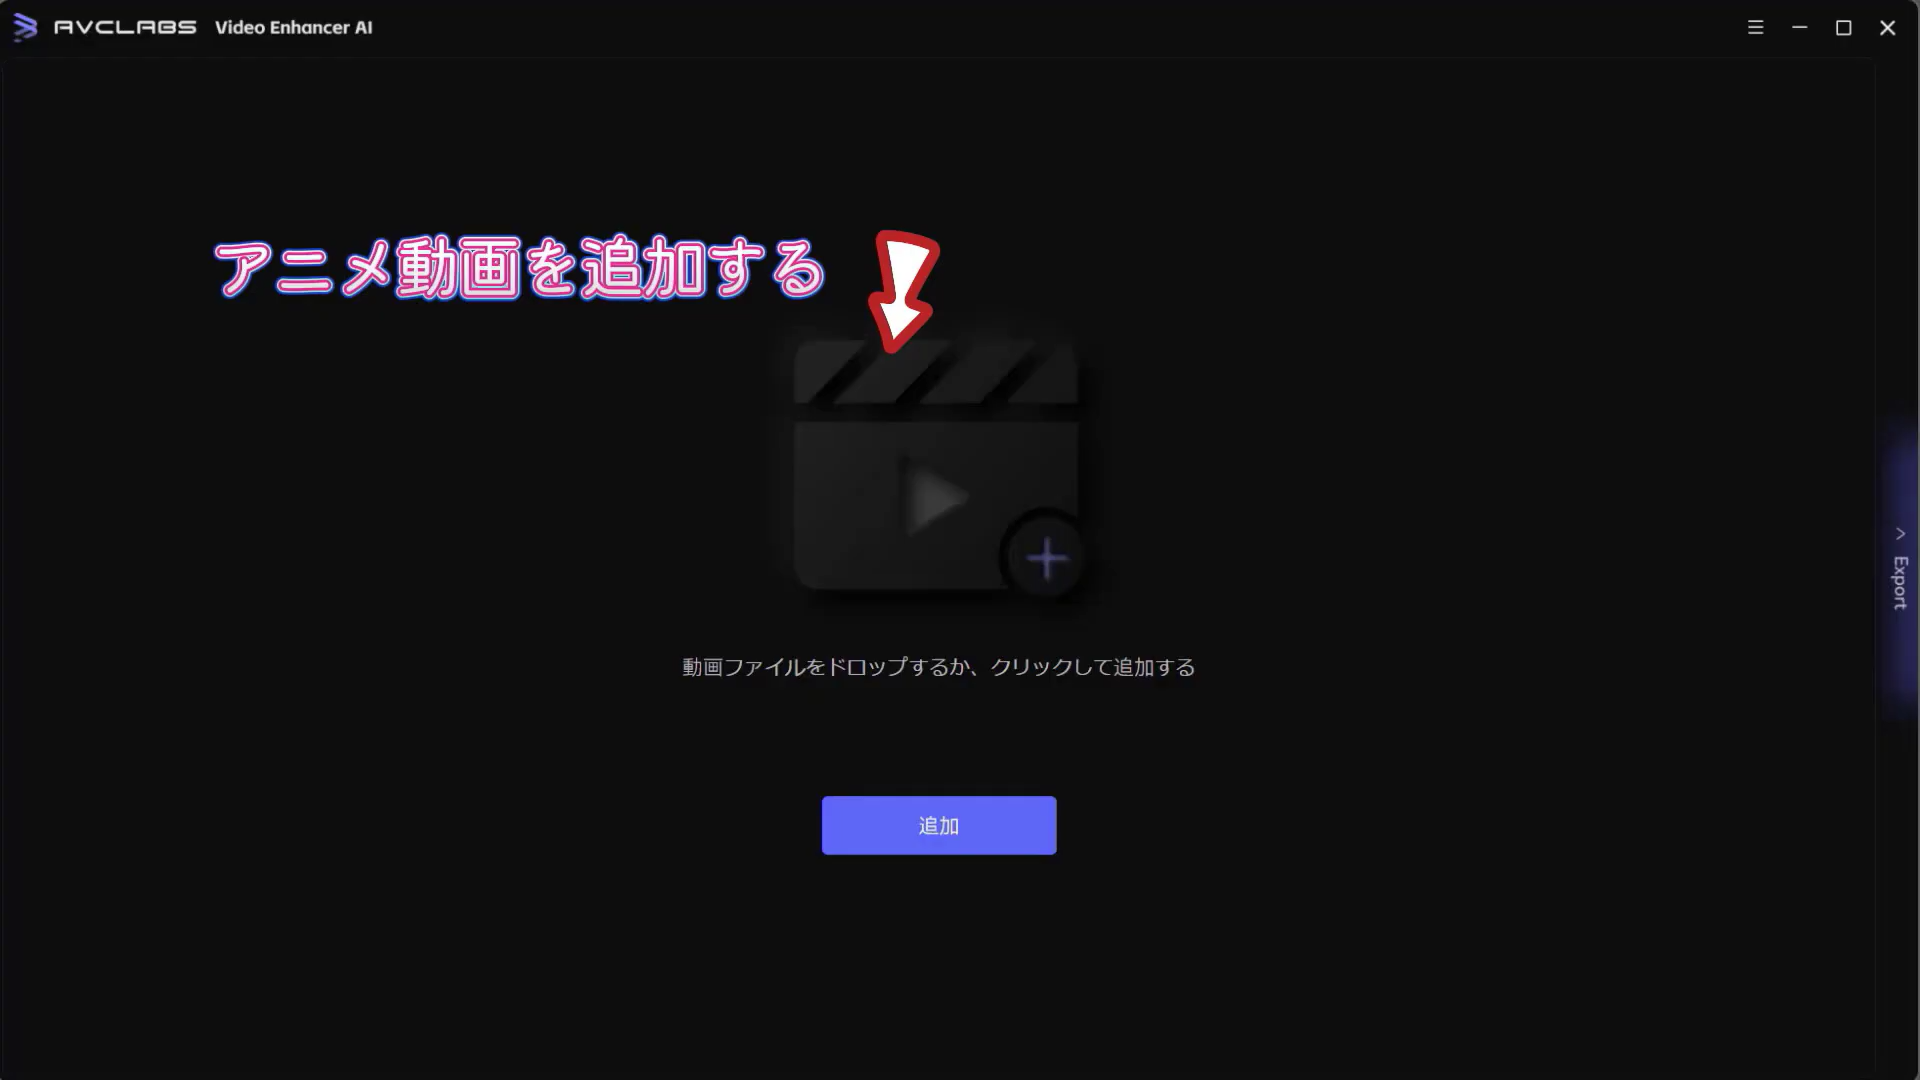 AVCLABS Video Enhancer AI
アニメ動画を追加する
動画ファイルをドロップするか、クリックして追加する
Export
追加